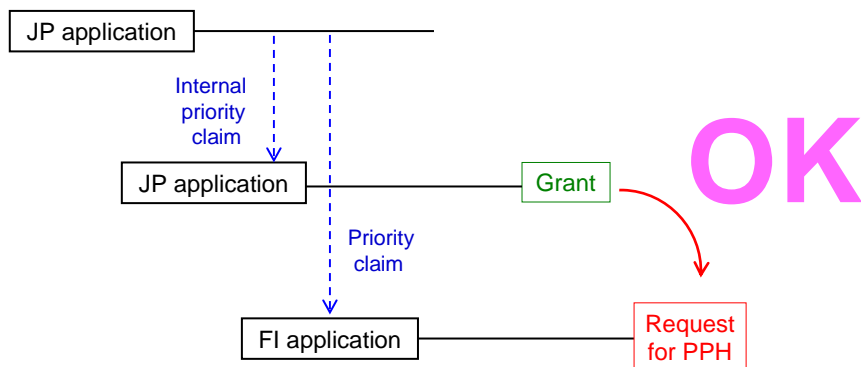 JP application
Internal
priority
claim
OK
JP application
Grant
Priority
claim
FI application
Request
for PPH